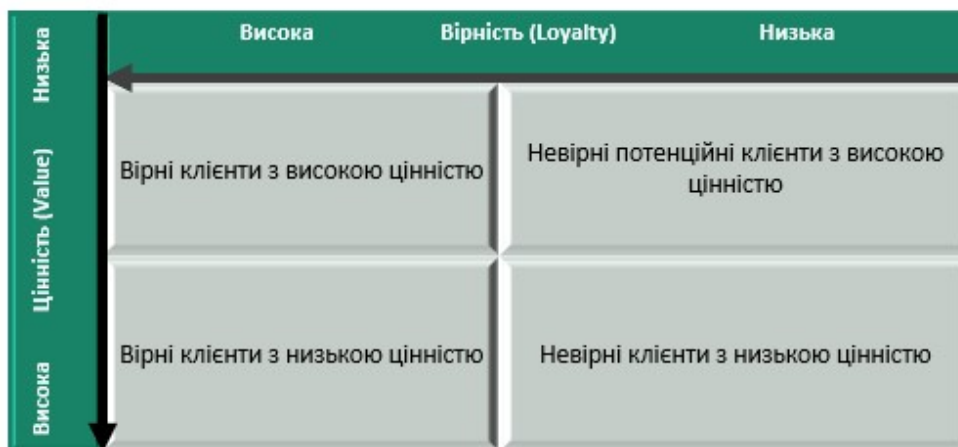 Висока Вірність (Loyalty) Низька
Низька
Цінність (Value)
Висока
Вірні клієнти з високою цінністю
Невірні потенційні клієнти з високою
цінністю
Вірні клієнти з низькою цінністю
Невірні клієнти з низькою цінністю